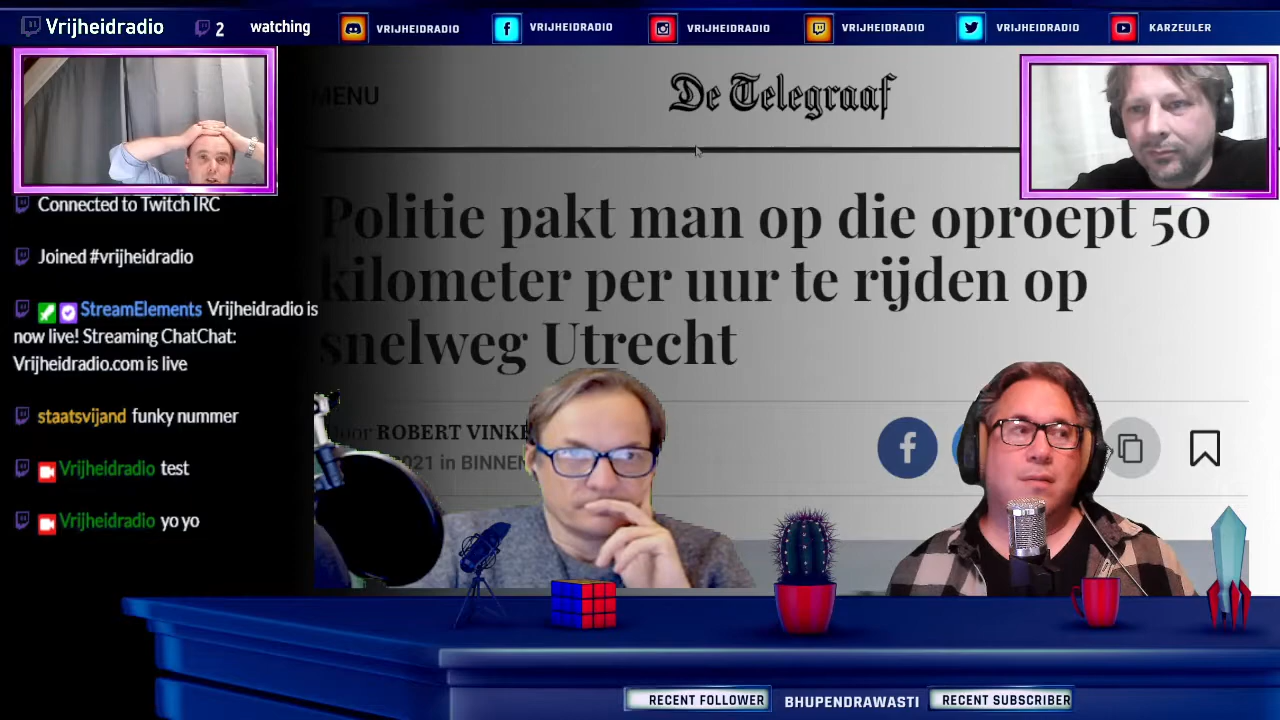 Vrijheidradio
2
watching
VRIJHEIDRADIO
VRIJHEIDRADIO
VRIJHEIDRADIO
VRIJHEIDRADIO
VRIJHEIDRADIO
KARZEULER
MENU
De Telegraaf
Politie pakt man op die oproept 50
kilometer per uur te rijden op
snelweg Utrecht
ROBERT VINKE
2021 in BINNEN
Connected to Twitch IRC
Joined #vrijheidradio
StreamElements Vrijheidradio is
now live! Streaming ChatChat:
Vrijheidradio.com is live
staatsvijand funky nummer
Vrijheidradio test
Vrijheidradio yo yo
RECENT FOLLOWER
BHUPENDRAWASTI
RECENT SUBSCRIBER